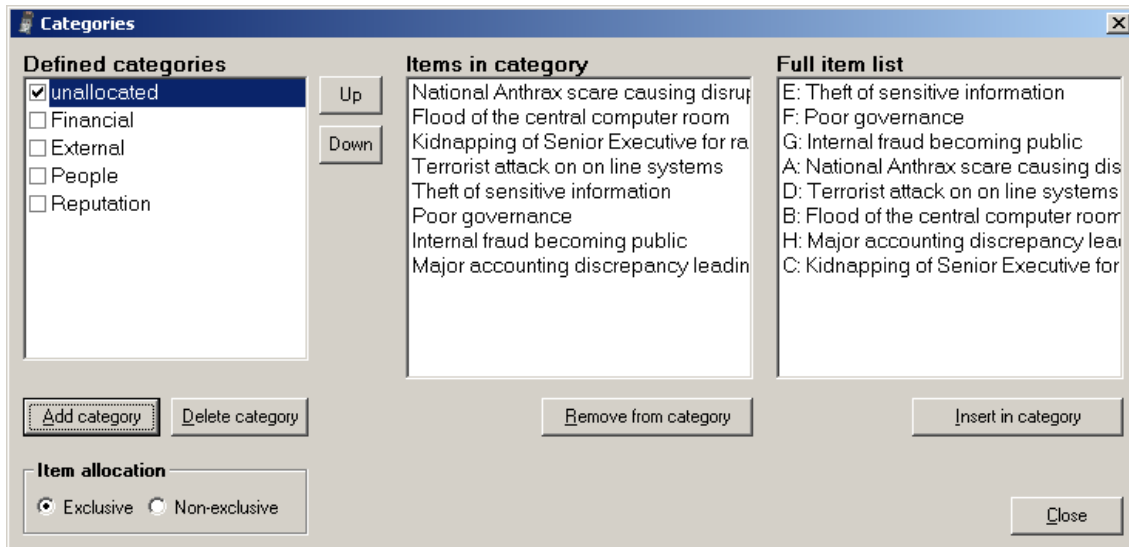 Categories
Defined categories
unallocated
Financial
External
People
Reputation
Up
Down
Items in category
National Anthrax scare causing disrup
Flood of the central computer room
Kidnapping of Senior Executive for ra
Terrorist attack on on line systems
Theft of sensitive information
Poor governance
Internal fraud becoming public
Major accounting discrepancy leadin
Full item list
E: Theft of sensitive information
F: Poor governance
G: Internal fraud becoming public
A: National Anthrax scare causing dis
D: Terrorist attack on on line systems
B: Flood of the central computer room
H: Major accounting discrepancy lea
C: Kidnapping of Senior Executive for
Add category
Delete category
Remove from category
Insert in category
Item allocation
Exclusive
Non-exclusive
Close